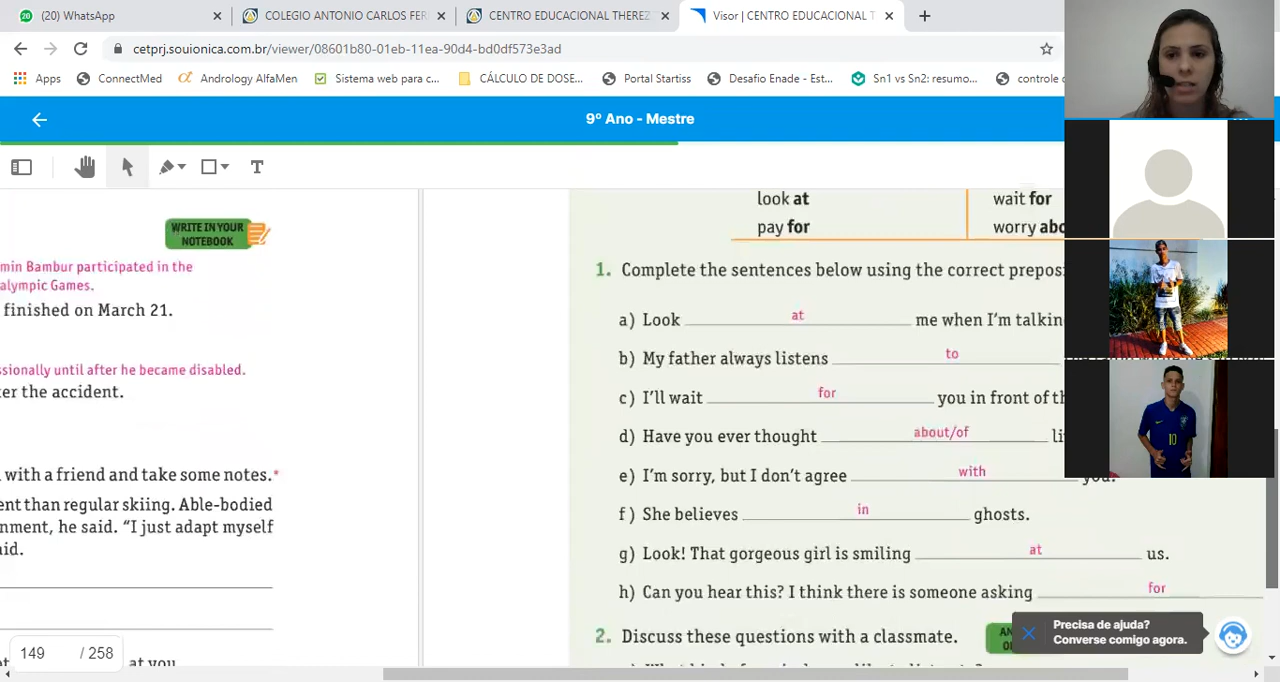 (20) WhatsApp
COLEGIO ANTONIO CARLOS FER
CENTRO EDUCACIONAL THEREZ
Visor | CENTRO EDUCACIONAL T
cetprj.souionica.com.br/viewer/08601b80-01eb-11ea-90d4-bd0df573e3ad
Apps ConnectMed Andrology AlfaMen Sistema web para c... CÁLCULO DE DOSE... Portal Startiss Desafio Enade - Est... Sn1 vs Sn2: resumo... controle
9º Ano - Mestre
T
WRITE IN YOUR
NOTEBOOK
min Bambur participated in the
alympic Games.
finished on March 21.
ssionally until after he became disabled.
er the accident.
with a friend and take some notes.*
ent than regular skiing. Able-bodied
nment, he said. “I just adapt myself
aid.
at you
149 / 258
look at wait for
pay for worry abo
1. Complete the sentences below using the correct preposi
a) Look at me when I’m talkin
b) My father always listens to
c) I’ll wait for you in front of th
d) Have you ever thought about/of li
e) I’m sorry, but I don’t agree with you.
f) She believes in ghosts.
g) Look! That gorgeous girl is smiling at us.
h) Can you hear this? I think there is someone asking for
2. Discuss these questions with a classmate.
Precisa de ajuda?
Converse comigo agora.
10